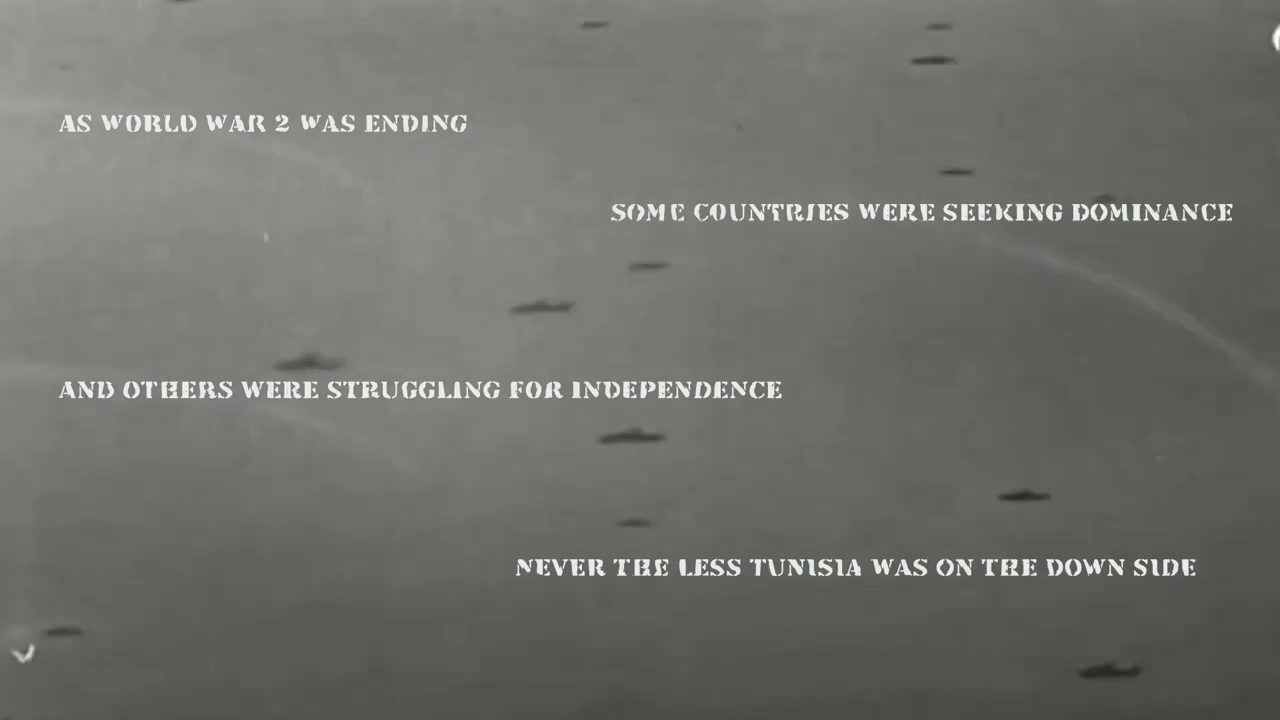 AS WORLD WAR 2 WAS ENDING
SOME COUNTRIES WERE SEEKING DOMINANCE
AND OTHERS WERE STRUGGLING FOR INDEPENDENCE
NEVER THE LESS TUNISIA WAS ON THE DOWN SIDE